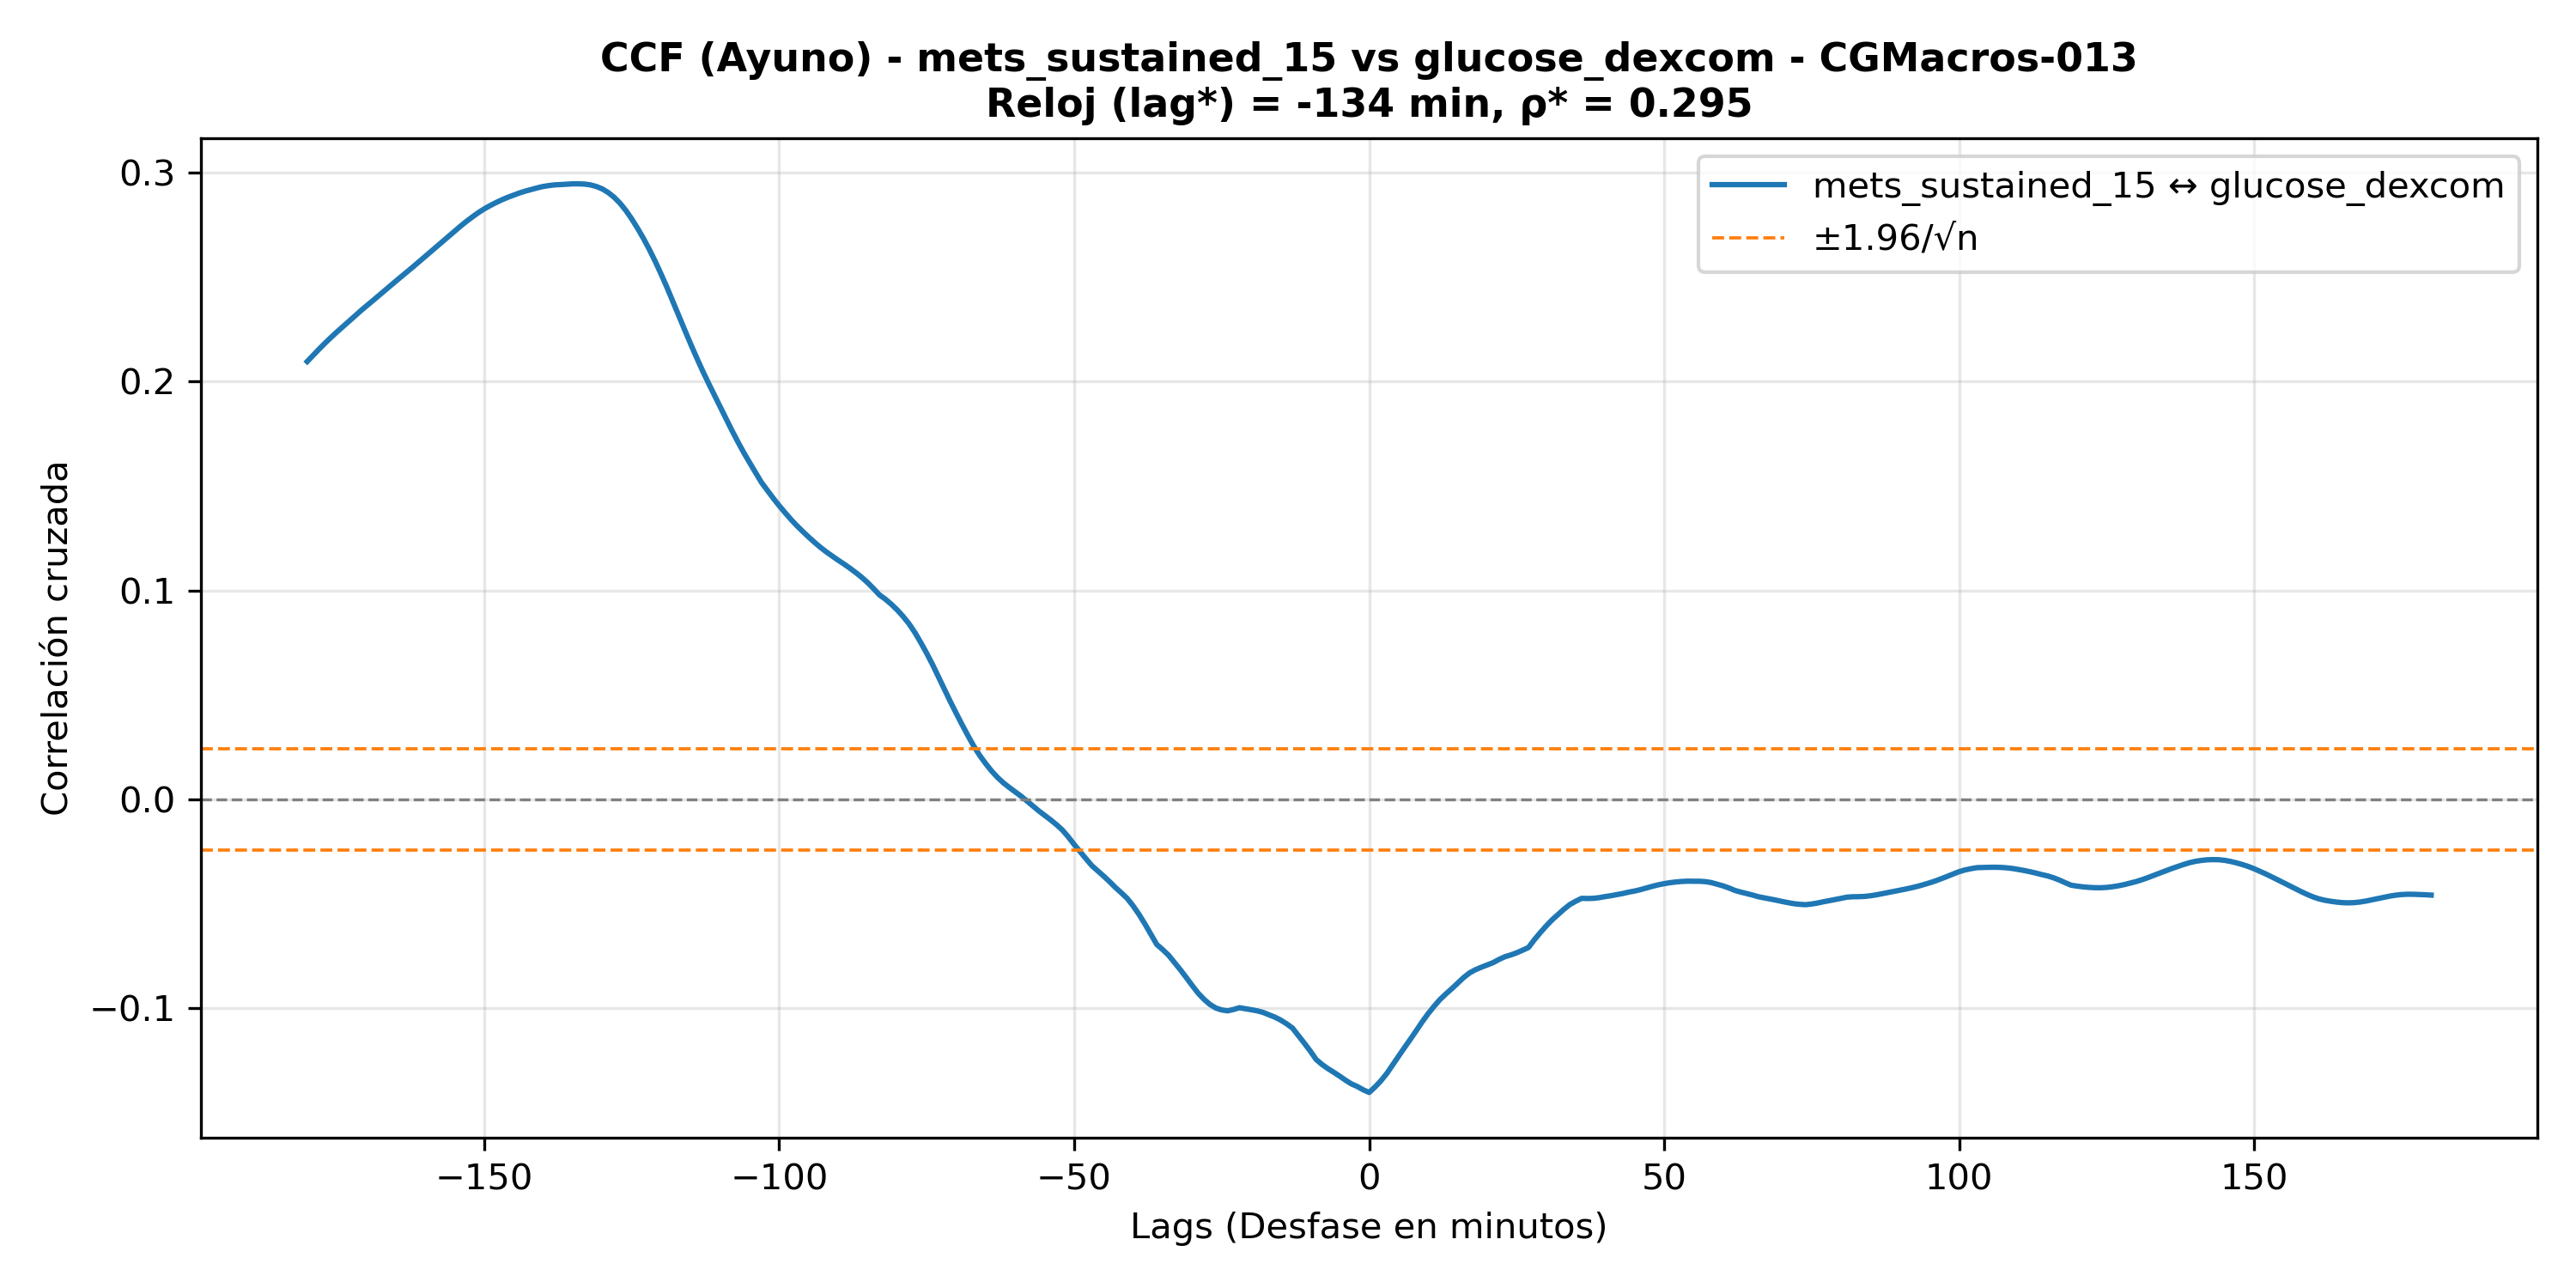 CCF (Ayuno) - mets_sustained_15 vs glucose_dexcom - CGMacros-013
Reloj (lag*) = -134 min, ρ* = 0.295
mets_sustained_15 ↔ glucose_dexcom
±1.96/√n
Correlación cruzada
0.3
0.2
0.1
0.0
−0.1
−150
−100
−50
0
50
100
150
Lags (Desfase en minutos)